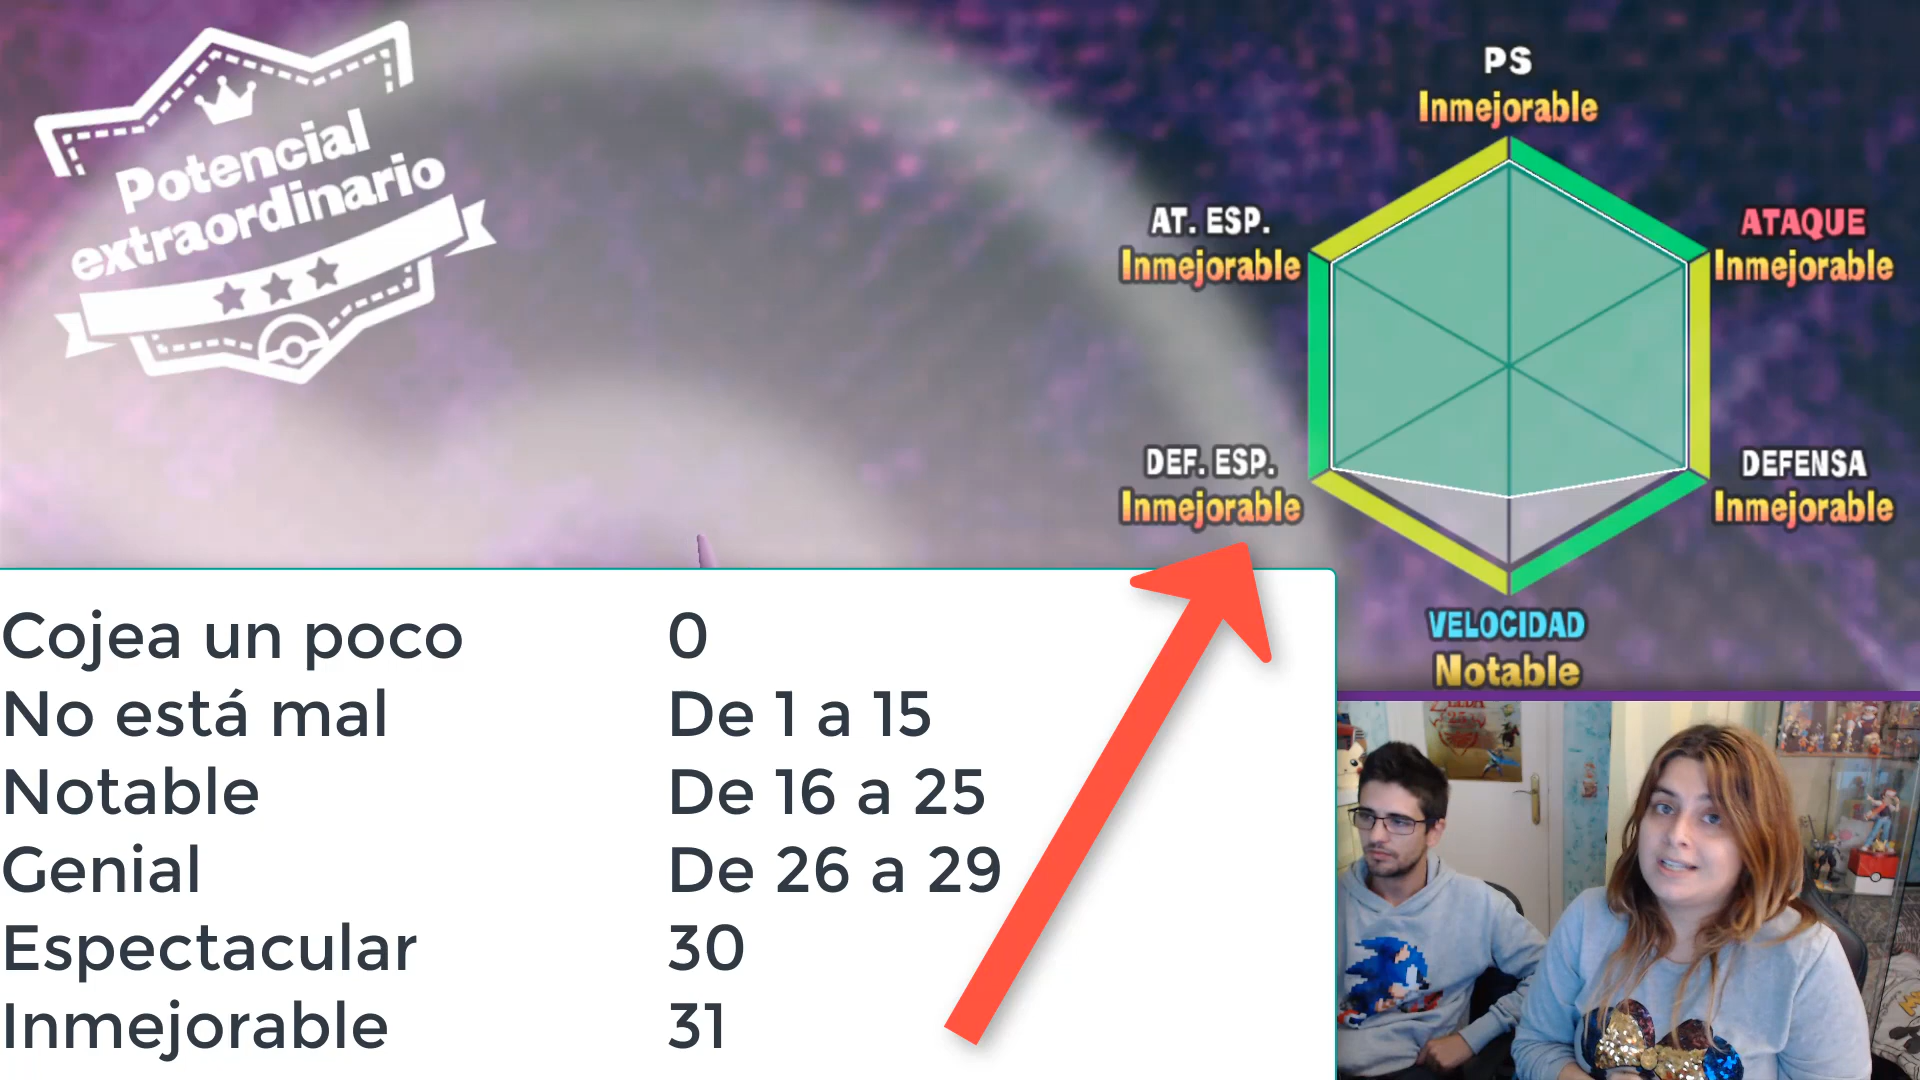 Potencial
extraordinario
PS
Inmejorable
AT. ESP.
Inmejorable
ATAQUE
Inmejorable
DEF. ESP.
Inmejorable
DEFENSA
Inmejorable
VELOCIDAD
Notable
Cojea un poco 0
No está mal De 1 a 15
Notable De 16 a 25
Genial De 26 a 29
Espectacular 30
Inmejorable 31
ZELDA